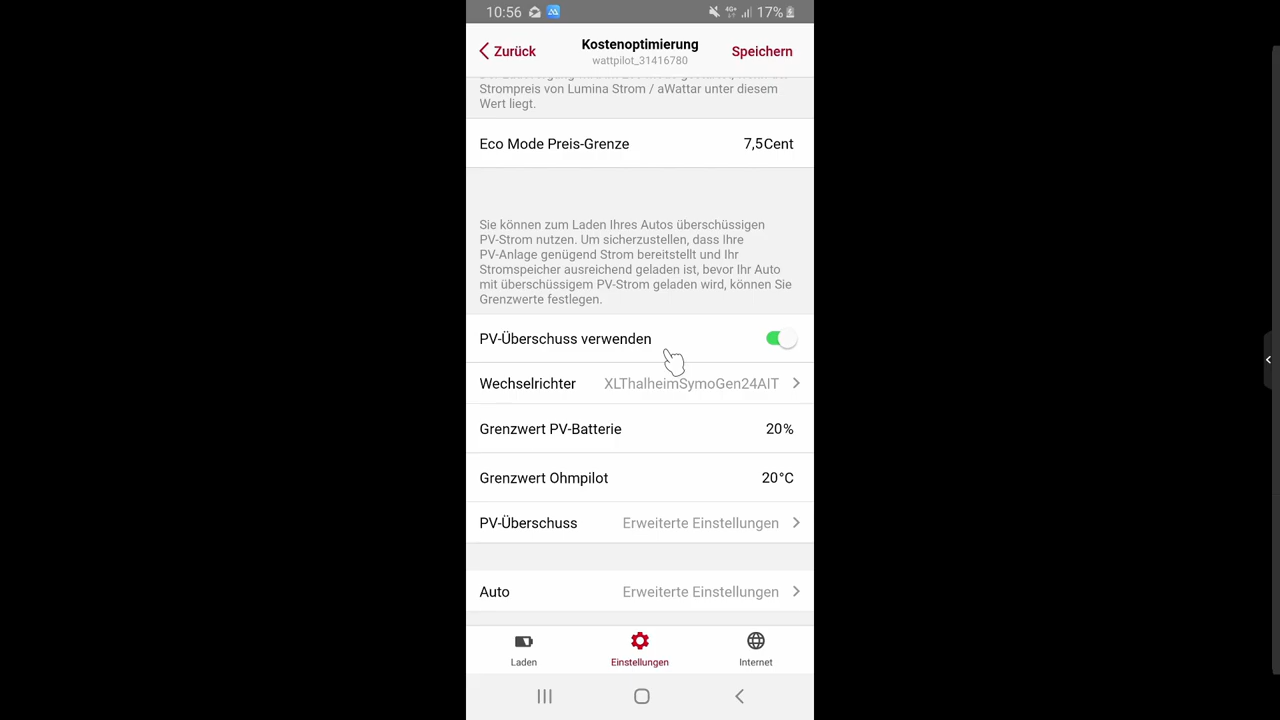 10:56
4G+
17%
Zurück
Kostenoptimierung
wattpilot_31416780
Speichern
Strompreis von Lumina Strom / aWattar unter diesem
Wert liegt.
Eco Mode Preis-Grenze
7,5Cent
Sie können zum Laden Ihres Autos überschüssigen
PV-Strom nutzen. Um sicherzustellen, dass Ihre
PV-Anlage genügend Strom bereitstellt und Ihr
Stromspeicher ausreichend geladen ist, bevor Ihr Auto
mit überschüssigem PV-Strom geladen wird, können Sie
Grenzwerte festlegen.
PV-Überschuss verwenden
Wechselrichter
XLThalheimSymoGen24AIT
Grenzwert PV-Batterie
20%
Grenzwert Ohmpilot
20°C
PV-Überschuss
Erweiterte Einstellungen
Auto
Erweiterte Einstellungen
Laden
Einstellungen
Internet